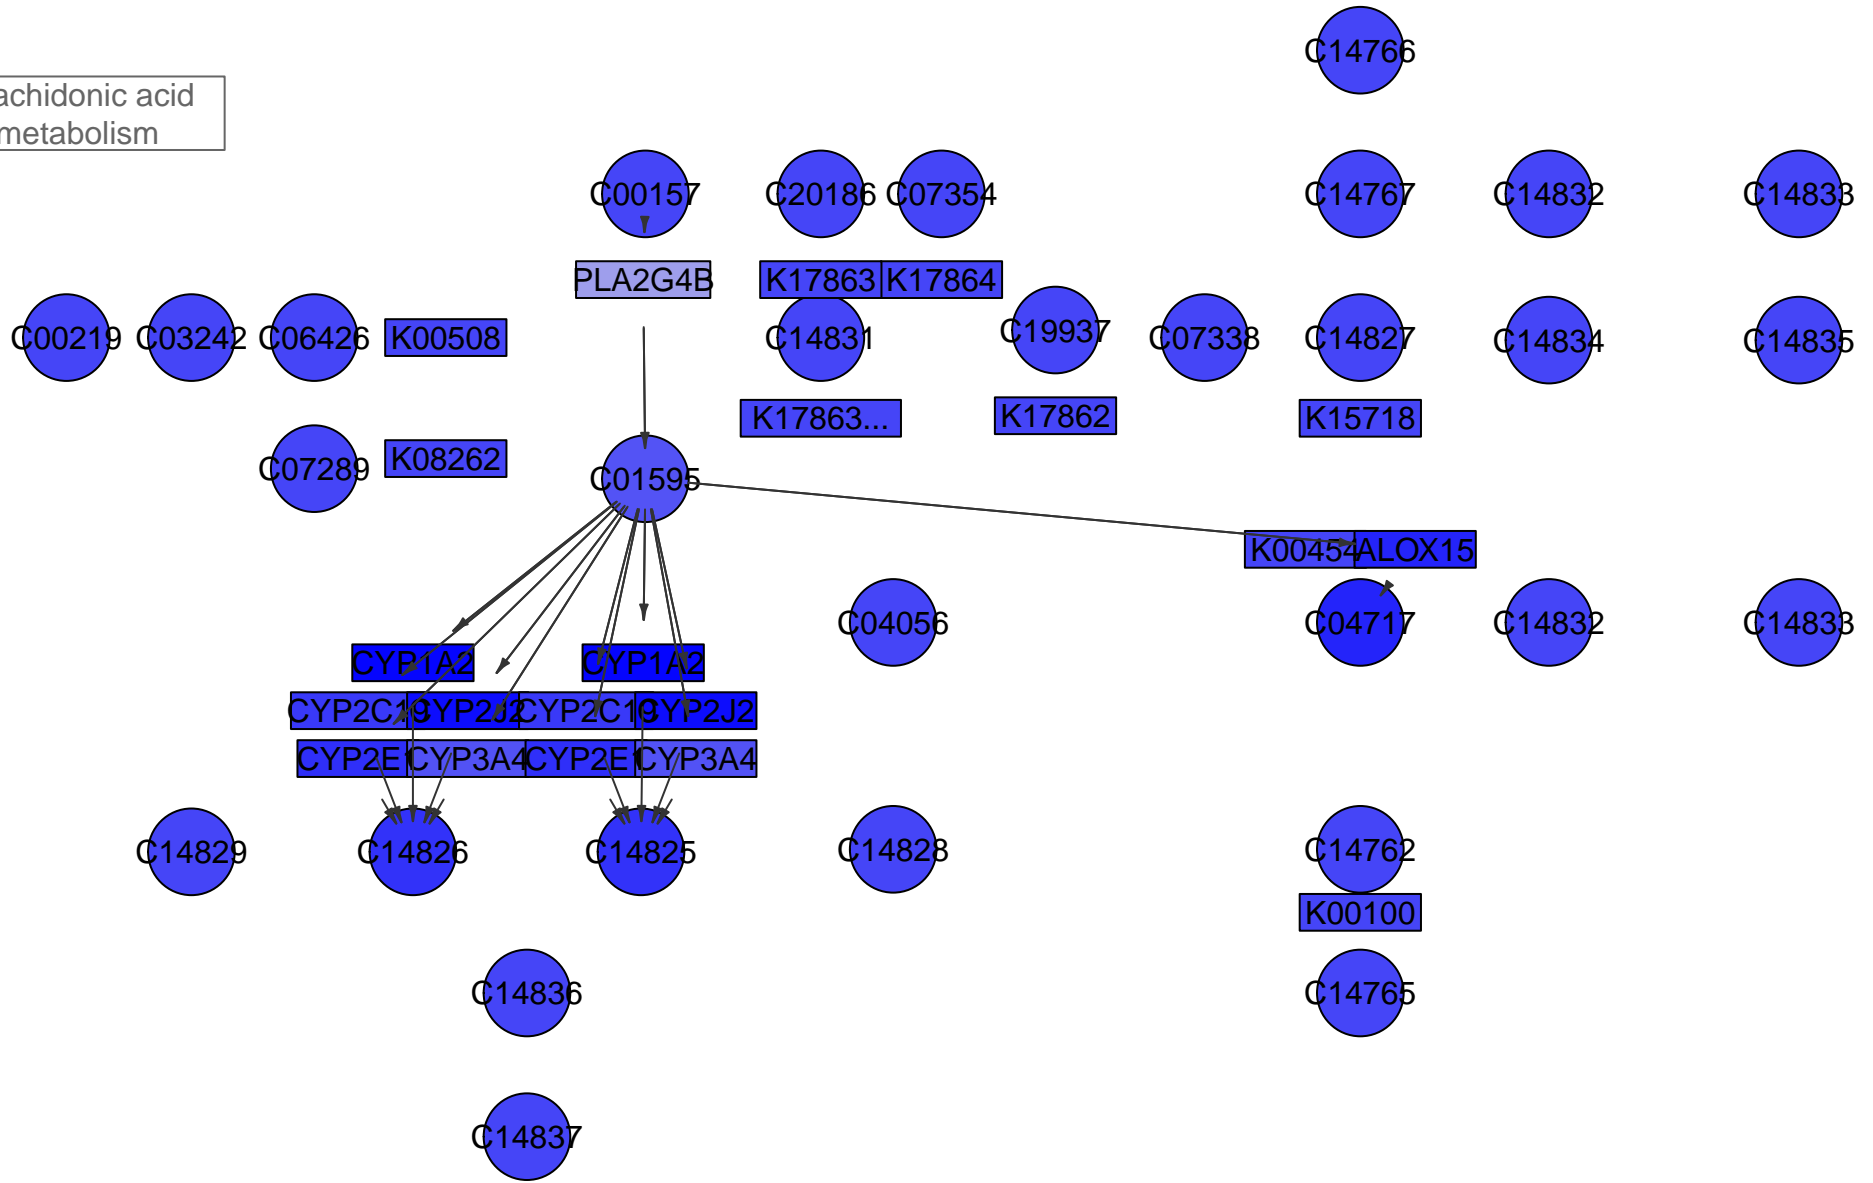 C14766
achidonic acid
metabolism
C00157
C20186
C07354
C14767
C14832
C14833
PLA2G4B
K17863
K17864
C00219
C03242
C06426
K00508
C14831
C19937
C07338
C14827
C14834
C14835
K17863...
K17862
K15718
C07289
K08262
C01595
K00454
ALOX15
C04056
C04717
C14832
C14833
CYP1A2
CYP1A2
CYP2C19
CYP2J2
CYP2C19
CYP2J2
CYP2E1
CYP3A4
CYP2E1
CYP3A4
C14829
C14826
C14825
C14828
C14762
K00100
C14836
C14765
C14837